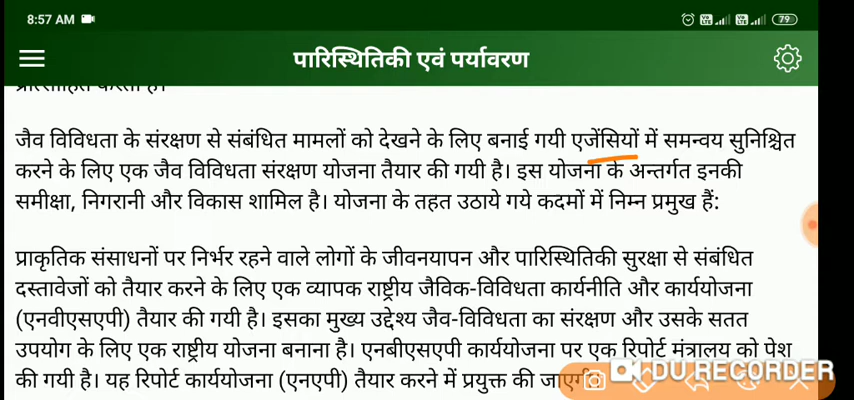 8:57 AM
79
पारिस्थितिकी एवं पर्यावरण
प्रोत्साहित करता है।
जैव विविधता के संरक्षण से संबंधित मामलों को देखने के लिए बनाई गयी एजेंसियों में समन्वय सुनिश्चित
करने के लिए एक जैव विविधता संरक्षण योजना तैयार की गयी है। इस योजना के अन्तर्गत इनकी
समीक्षा, निगरानी और विकास शामिल है। योजना के तहत उठाये गये कदमों में निम्न प्रमुख हैं:
प्राकृतिक संसाधनों पर निर्भर रहने वाले लोगों के जीवनयापन और पारिस्थितिकी सुरक्षा से संबंधित
दस्तावेजों को तैयार करने के लिए एक व्यापक राष्ट्रीय जैविक-विविधता कार्यनीति और कार्ययोजना
(एनवीएसएपी) तैयार की गयी है। इसका मुख्य उद्देश्य जैव-विविधता का संरक्षण और उसके सतत
उपयोग के लिए एक राष्ट्रीय योजना बनाना है। एनबीएसएपी कार्ययोजना पर एक रिपोर्ट मंत्रालय को पेश
की गयी है। यह रिपोर्ट कार्ययोजना (एनएपी) तैयार करने में प्रयुक्त की जाएगी
DU RECORDER